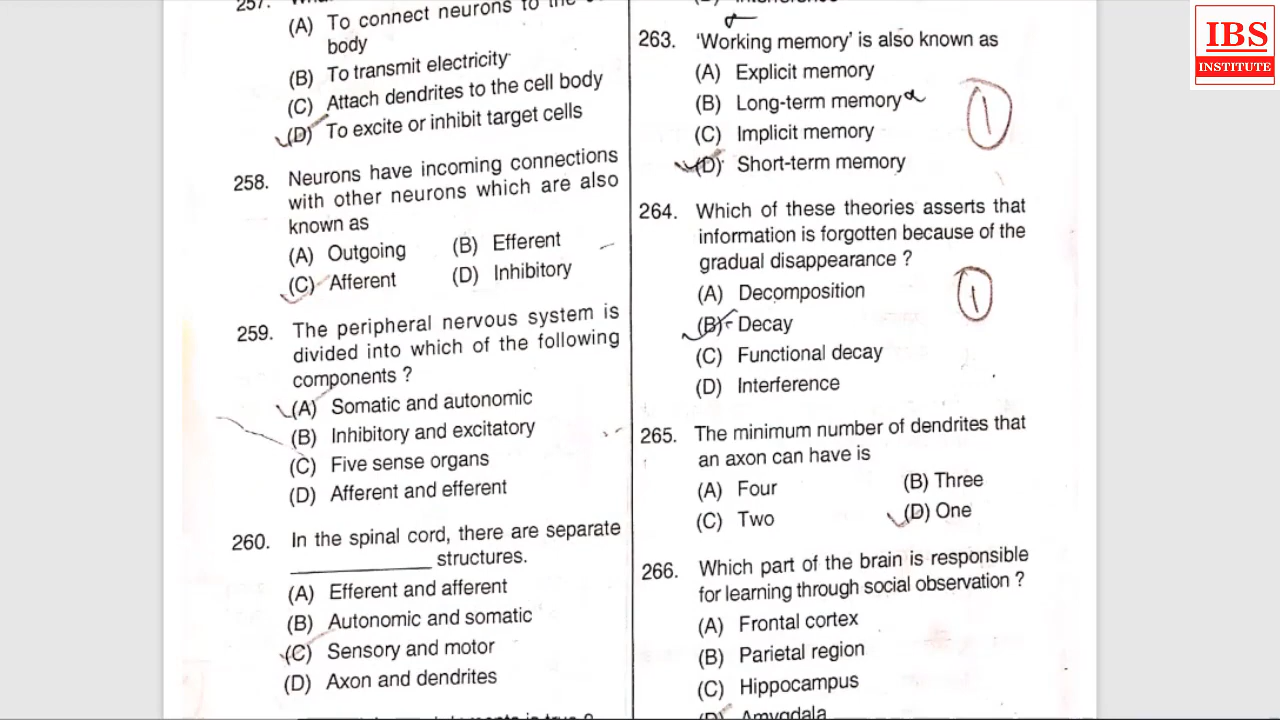 257.
(A) To connect neurons to the
body
(B) To transmit electricity
(C) Attach dendrites to the cell body
(D) To excite or inhibit target cells
258. Neurons have incoming connections
with other neurons which are also
known as
(A) Outgoing (B) Efferent
(C) Afferent (D) Inhibitory
259. The peripheral nervous system is
divided into which of the following
components ?
(A) Somatic and autonomic
(B) Inhibitory and excitatory
(C) Five sense organs
(D) Afferent and efferent
260. In the spinal cord, there are separate
____________ structures.
(A) Efferent and afferent
(B) Autonomic and somatic
(C) Sensory and motor
(D) Axon and dendrites
263. 'Working memory' is also known as
(A) Explicit memory
(B) Long-term memory
(C) Implicit memory
(D) Short-term memory
1
264. Which of these theories asserts that
information is forgotten because of the
gradual disappearance ?
(A) Decomposition
(B) Decay
(C) Functional decay
(D) Interference
1
265. The minimum number of dendrites that
an axon can have is
(A) Four (B) Three
(C) Two (D) One
266. Which part of the brain is responsible
for learning through social observation ?
(A) Frontal cortex
(B) Parietal region
(C) Hippocampus
(D) Amygdala
IBS
INSTITUTE